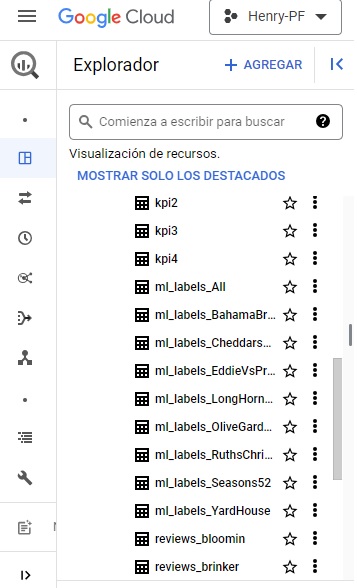 Google Cloud
Henry-PF
Explorador
+ AGREGAR
Comienza a escribir para buscar
Visualización de recursos.
MOSTRAR SOLO LOS DESTACADOS
kpi2
kpi3
kpi4
ml_labels_All
ml_labels_BahamaBr...
ml_labels_Cheddars...
ml_labels_EddieVsPr...
ml_labels_LongHorn...
ml_labels_OliveGard...
ml_labels_RuthsChri...
ml_labels_Seasons52
ml_labels_YardHouse
reviews_bloomin
reviews_brinker